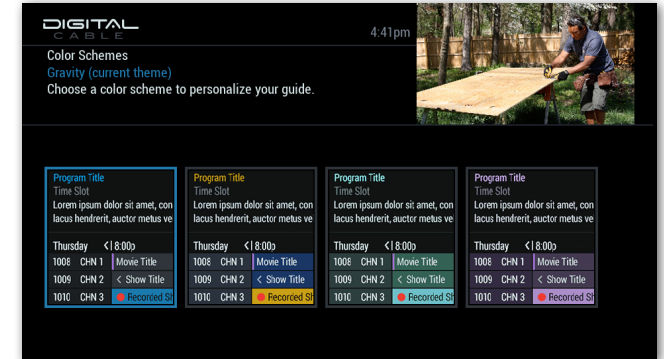 DIGITAL
CABLE
4:41pm
Color Schemes
Gravity (current theme)
Choose a color scheme to personalize your guide.
Program Title
Time Slot
Lorem ipsum dolor sit amet, con
lacus hendrerit, auctor metus ve
Thursday < 8:00p
1008 CHN 1 Movie Title
1009 CHN 2 < Show Title
1010 CHN 3 Recorded Sh
Program Title
Time Slot
Lorem ipsum dolor sit amet, con
lacus hendrerit, auctor metus ve
Thursday < 8:00p
1008 CHN 1 Movie Title
1009 CHN 2 < Show Title
1010 CHN 3 Recorded Sh
Program Title
Time Slot
Lorem ipsum dolor sit amet, con
lacus hendrerit, auctor metus ve
Thursday < 8:00p
1008 CHN 1 Movie Title
1009 CHN 2 < Show Title
1010 CHN 3 Recorded Sh
Program Title
Time Slot
Lorem ipsum dolor sit amet, con
lacus hendrerit, auctor metus ve
Thursday < 8:00p
1008 CHN 1 Movie Title
1009 CHN 2 < Show Title
1010 CHN 3 Recorded Sh